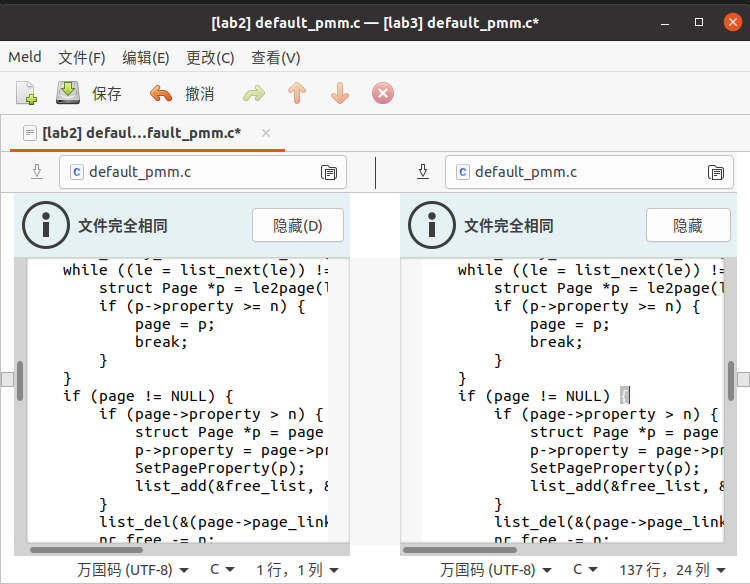 [lab2] default_pmm.c — [lab3] default_pmm.c*
Meld 文件(F) 编辑(E) 更改(C) 查看(V)
保存 撤消
[lab2] defaul...fault_pmm.c*
default_pmm.c
文件完全相同 隐藏(D)
while ((le = list_next(le)) !=
struct Page *p = le2page(l
if (p->property >= n) {
page = p;
break;
}
}
if (page != NULL) {
if (page->property > n) {
struct Page *p = page
p->property = page->pr
SetPageProperty(p);
list_add(&free_list, &
}
list_del(&(page->page_link
nr_free -= n;
万国码 (UTF-8) C 1 行，1 列
default_pmm.c
文件完全相同 隐藏
while ((le = list_next(le)) !=
struct Page *p = le2page(l
if (p->property >= n) {
page = p;
break;
}
}
if (page != NULL) {
if (page->property > n) {
struct Page *p = page
p->property = page->pr
SetPageProperty(p);
list_add(&free_list, &
}
list_del(&(page->page_link
nr_free -= n;
万国码 (UTF-8) C 137 行，24 列